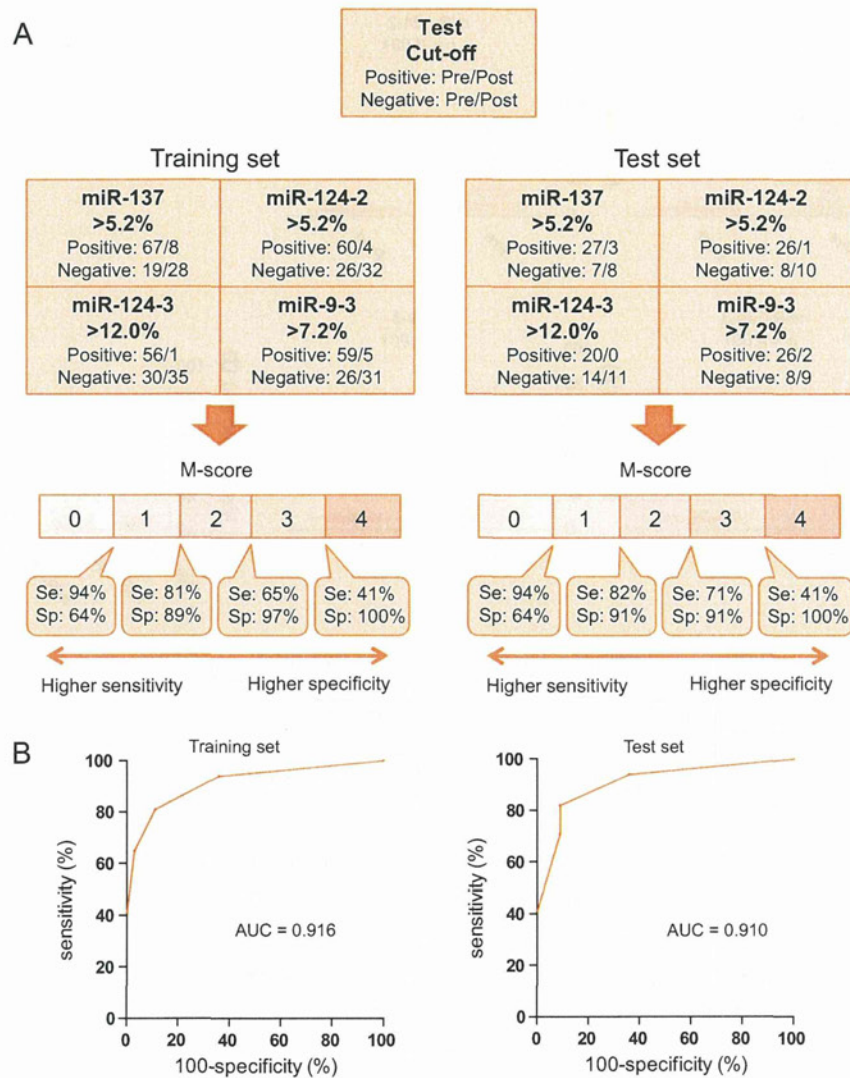 A
Test
Cut-off
Positive: Pre/Post
Negative: Pre/Post
Training set
miR-137
>5.2%
Positive: 67/8
Negative: 19/28
miR-124-2
>5.2%
Positive: 60/4
Negative: 26/32
miR-124-3
>12.0%
Positive: 56/1
Negative: 30/35
miR-9-3
>7.2%
Positive: 59/5
Negative: 26/31
M-score
0 1 2 3 4
Se: 94%
Sp: 64%
Se: 81%
Sp: 89%
Se: 65%
Sp: 97%
Se: 41%
Sp: 100%
Higher sensitivity
Higher specificity
Test set
miR-137
>5.2%
Positive: 27/3
Negative: 7/8
miR-124-2
>5.2%
Positive: 26/1
Negative: 8/10
miR-124-3
>12.0%
Positive: 20/0
Negative: 14/11
miR-9-3
>7.2%
Positive: 26/2
Negative: 8/9
M-score
0 1 2 3 4
Se: 94%
Sp: 64%
Se: 82%
Sp: 91%
Se: 71%
Sp: 91%
Se: 41%
Sp: 100%
Higher sensitivity
Higher specificity
B
Training set
sensitivity (%)
100
80
60
40
20
0
AUC = 0.916
0 20 40 60 80 100
100-specificity (%)
Test set
sensitivity (%)
100
80
60
40
20
0
AUC = 0.910
0 20 40 60 80 100
100-specificity (%)